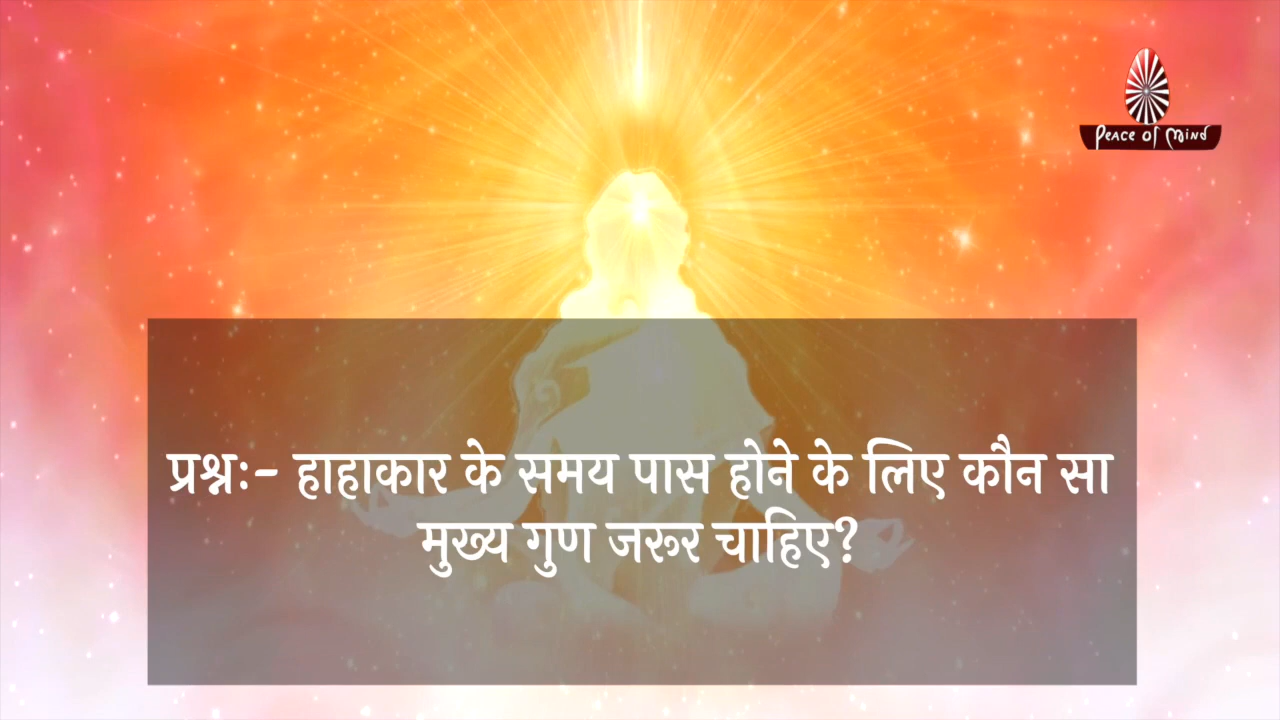 Peace of Mind
प्रश्न:- हाहाकार के समय पास होने के लिए कौन सा
मुख्य गुण जरूर चाहिए?